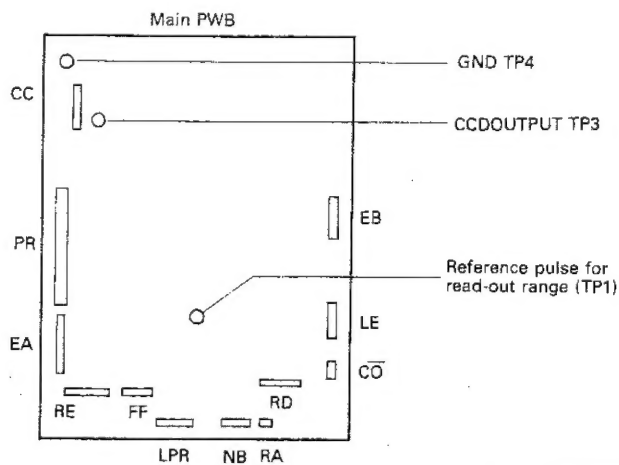 Main PWB
GND TP4
CC
CCDOUTPUT TP3
EB
PR
Reference pulse for
read-out range (TP1)
LE
EA
C̅O̅
RD
RE
FF
LPR
NB
RA